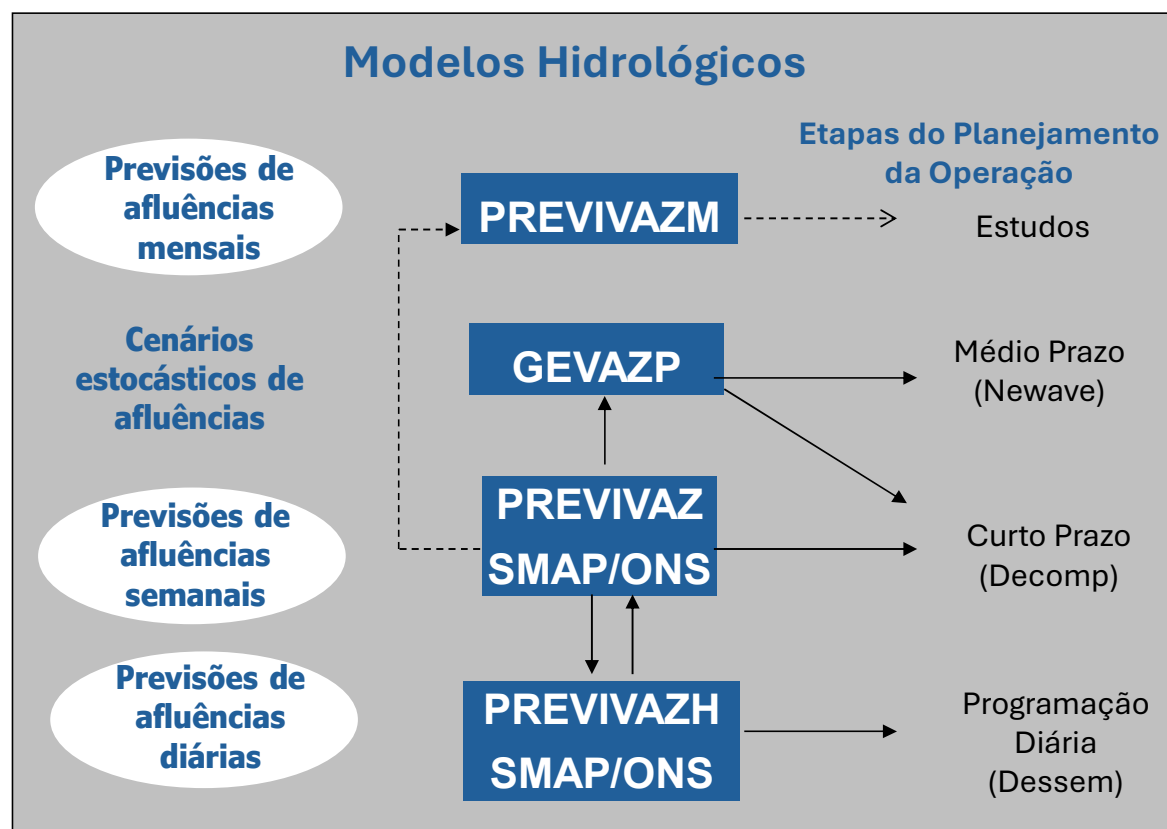 Modelos Hidrológicos
Etapas do Planejamento
da Operação
Previsões de
afluências
mensais
PREVIVAZM
Estudos
Cenários
estocásticos de
afluências
GEVAZP
Médio Prazo
(Newave)
Previsões de
afluências
semanais
PREVIVAZ
SMAP/ONS
Curto Prazo
(Decomp)
Previsões de
afluências
diárias
PREVIVAZH
SMAP/ONS
Programação
Diária
(Dessem)